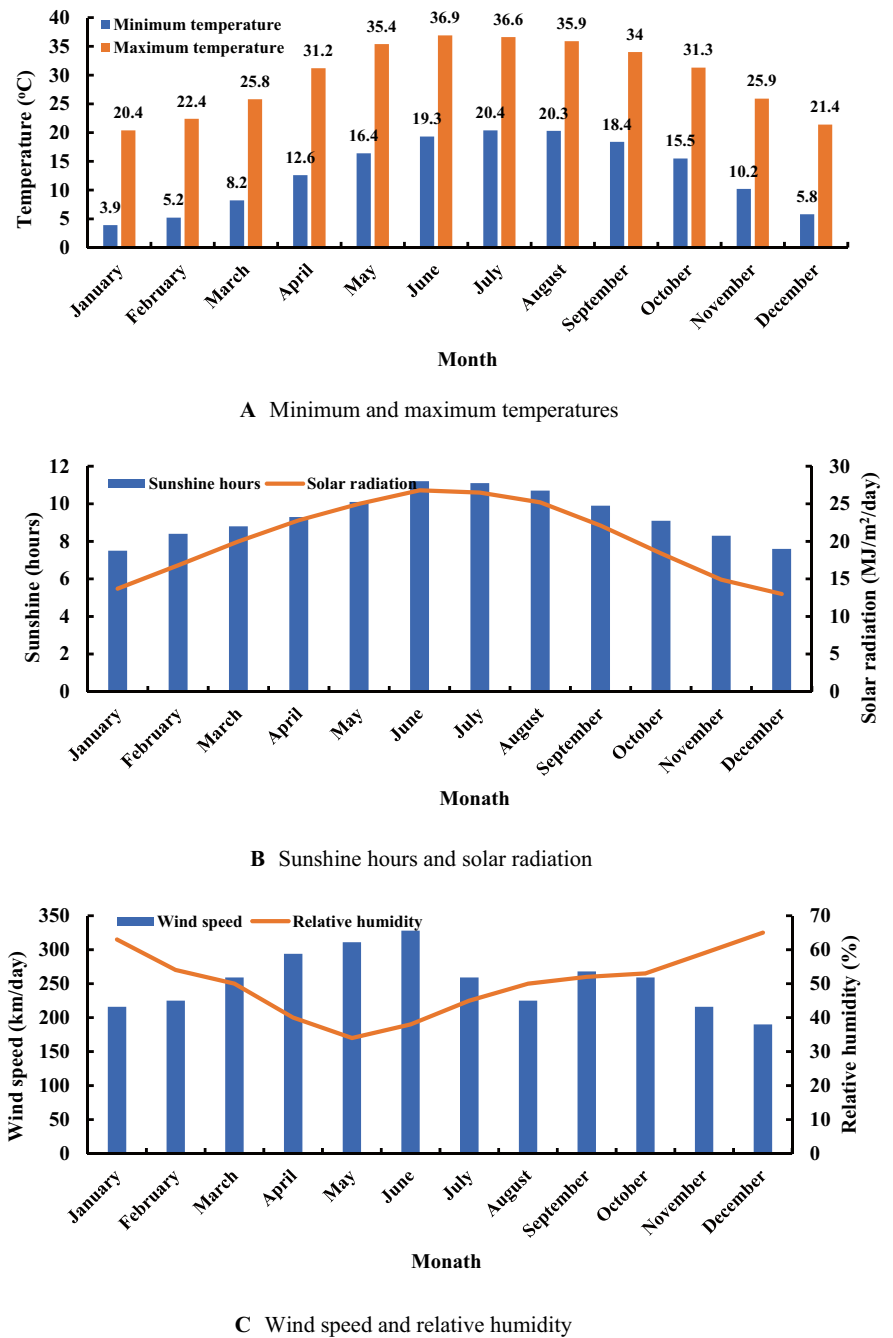 Minimum temperature
Maximum temperature
Temperature (°C)
40
35
30
25
20
15
10
5
0
3.9
20.4
5.2
22.4
8.2
25.8
12.6
31.2
16.4
35.4
19.3
36.9
20.4
36.6
20.3
35.9
18.4
34
15.5
31.3
10.2
25.9
5.8
21.4
January
February
March
April
May
June
July
August
September
October
November
December
Month
A Minimum and maximum temperatures
Sunshine hours
Solar radiation
Sunshine (hours)
12
10
8
6
4
2
0
30
25
20
15
10
5
0
Solar radiation (MJ/m²/day)
January
February
March
April
May
June
July
August
September
October
November
December
Monath
B Sunshine hours and solar radiation
Wind speed
Relative humidity
Wind speed (km/day)
350
300
250
200
150
100
50
0
70
60
50
40
30
20
10
0
Relative humidity (%)
January
February
March
April
May
June
July
August
September
October
November
December
Monath
C Wind speed and relative humidity